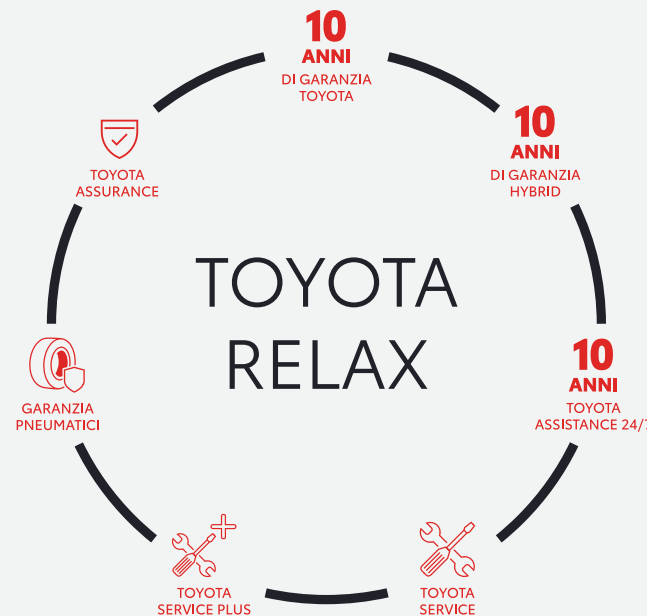 10
ANNI
DI GARANZIA
TOYOTA
10
ANNI
DI GARANZIA
HYBRID
10
ANNI
TOYOTA
ASSISTANCE 24/7
TOYOTA
SERVICE
TOYOTA
SERVICE PLUS
GARANZIA
PNEUMATICI
TOYOTA
ASSURANCE
TOYOTA
RELAX